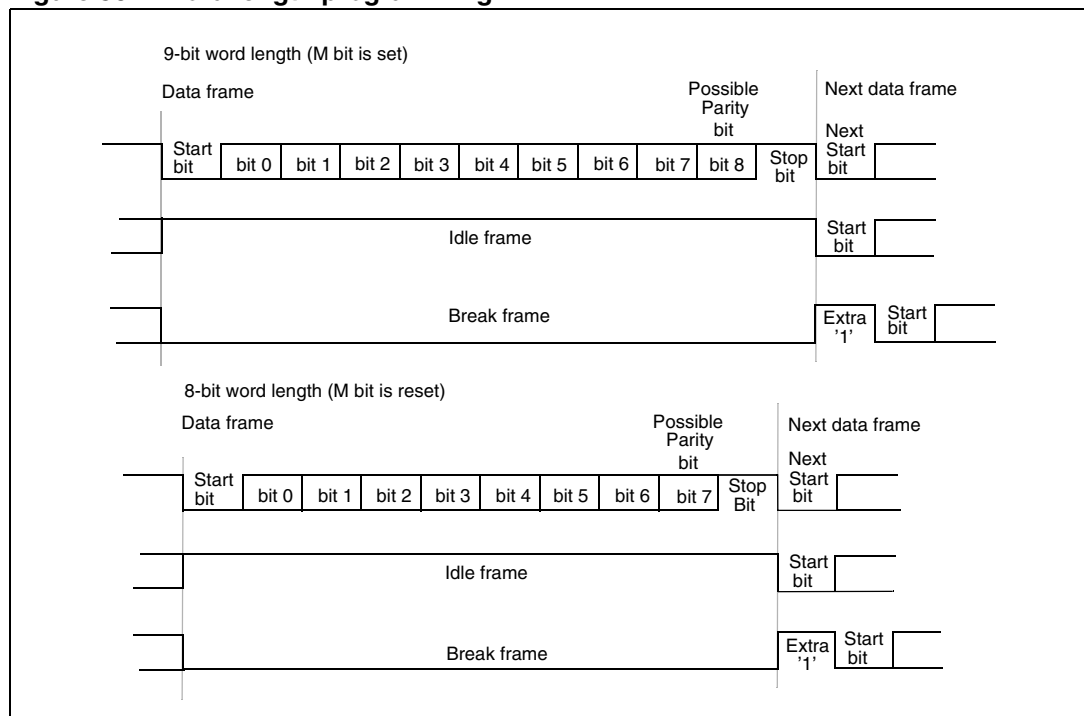 9-bit word length (M bit is set)
Data frame
Possible
Parity
bit
Next data frame
Start
bit
bit 0
bit 1
bit 2
bit 3
bit 4
bit 5
bit 6
bit 7
bit 8
Stop
bit
Next
Start
bit
Idle frame
Start
bit
Break frame
Extra
'1'
Start
bit
8-bit word length (M bit is reset)
Data frame
Possible
Parity
bit
Next data frame
Start
bit
bit 0
bit 1
bit 2
bit 3
bit 4
bit 5
bit 6
bit 7
Stop
Bit
Next
Start
bit
Idle frame
Start
bit
Break frame
Extra
'1'
Start
bit